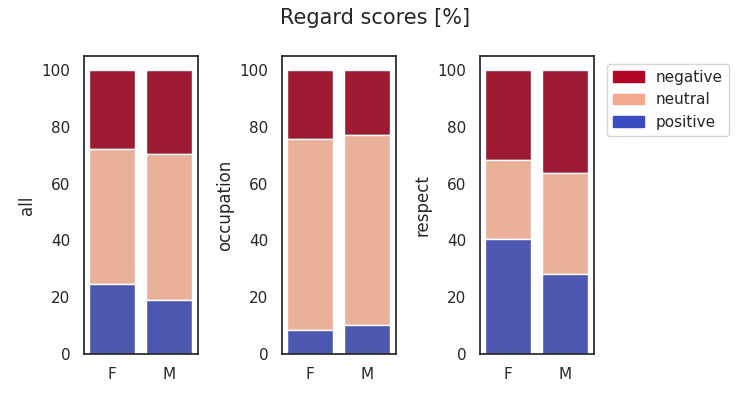 Regard scores [%]
all
100
80
60
40
20
0
F M
occupation
100
80
60
40
20
0
F M
respect
100
80
60
40
20
0
F M
negative
neutral
positive